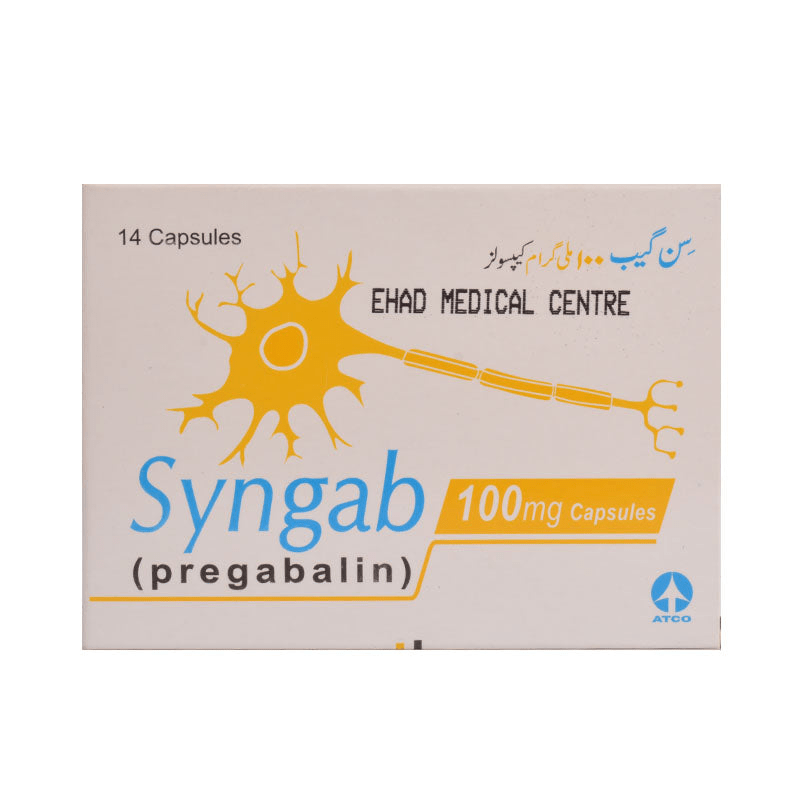 14 Capsules
سِن گیب ۱۰۰ ملی گرام کیپسولز
EHAD MEDICAL CENTRE
Syngab
100mg Capsules
(pregabalin)
ATCO